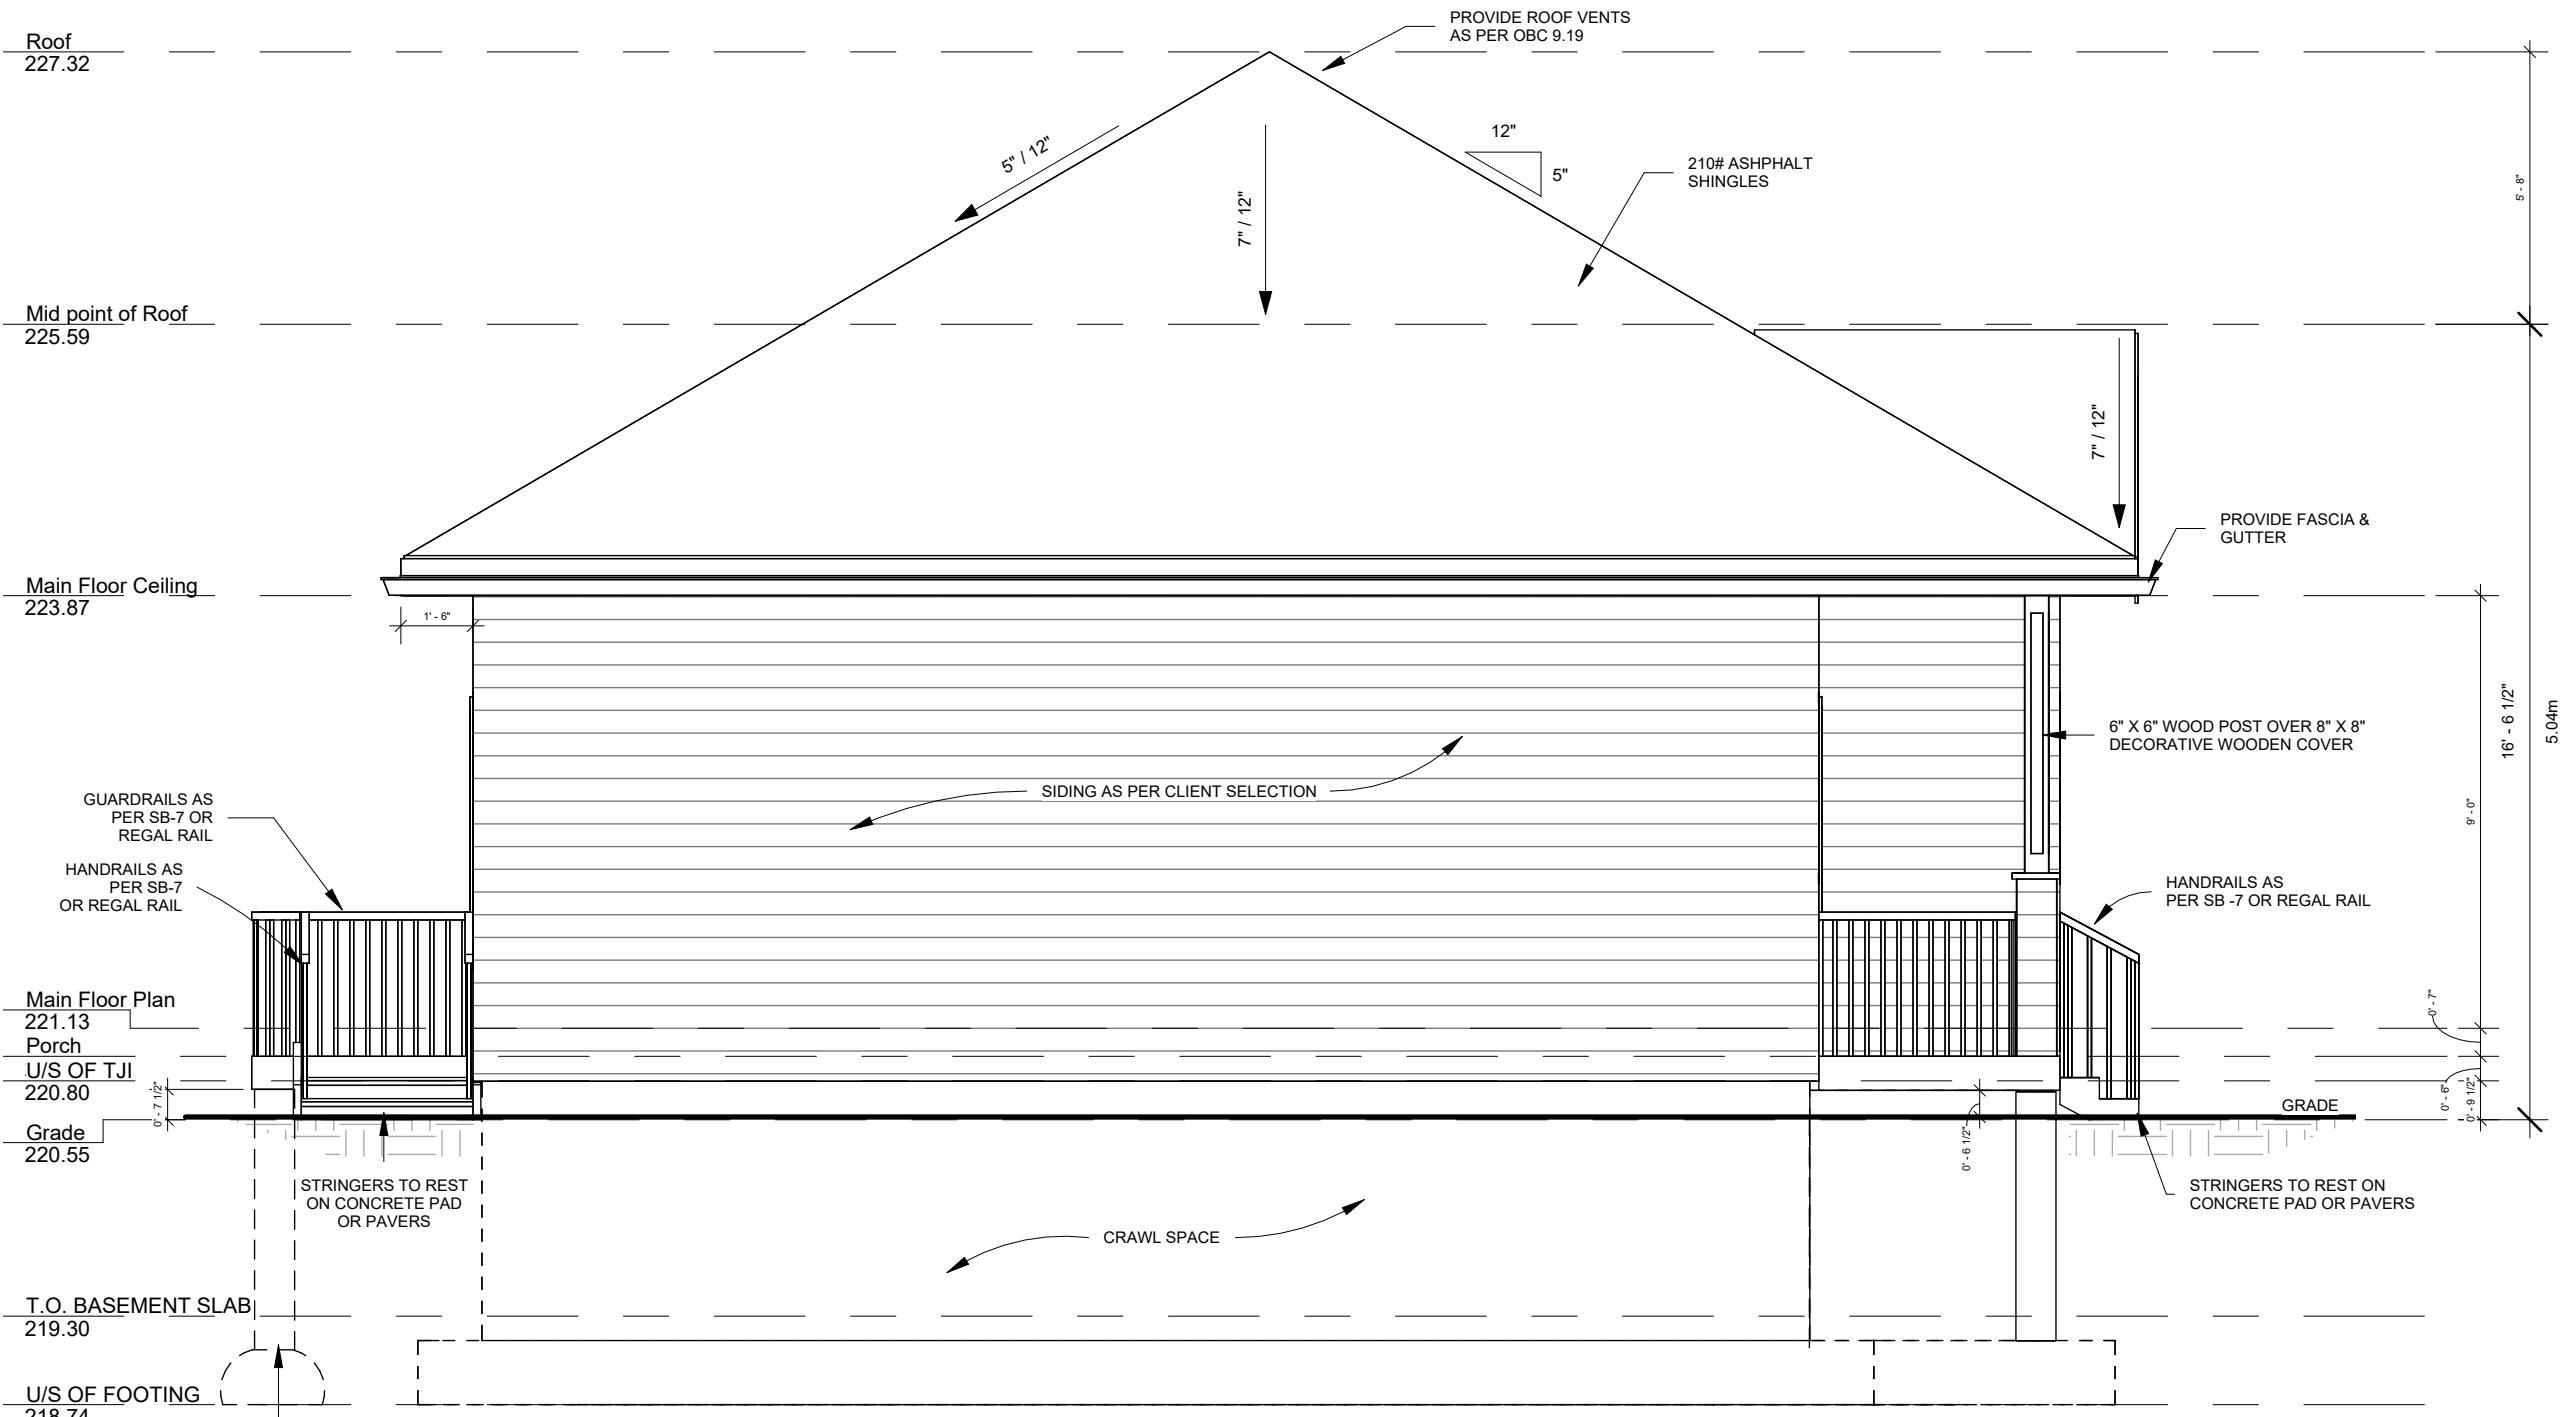 Roof
227.32
PROVIDE ROOF VENTS
AS PER OBC 9.19
5" / 12"
7" / 12"
12"
5"
210# ASHPHALT
SHINGLES
5' - 8"
Mid point of Roof
225.59
7" / 12"
PROVIDE FASCIA &
GUTTER
Main Floor Ceiling
223.87
1' - 6"
6" X 6" WOOD POST OVER 8" X 8"
DECORATIVE WOODEN COVER
16' - 6 1/2"
5.04m
9' - 0"
SIDING AS PER CLIENT SELECTION
GUARDRAILS AS
PER SB-7 OR
REGAL RAIL
HANDRAILS AS
PER SB-7
OR REGAL RAIL
HANDRAILS AS
PER SB -7 OR REGAL RAIL
Main Floor Plan
221.13
Porch
U/S OF TJI
220.80
0' - 7"
0' - 6"
0' - 9 1/2"
0' - 7 1/2"
0' - 6 1/2"
GRADE
Grade
220.55
STRINGERS TO REST
ON CONCRETE PAD
OR PAVERS
STRINGERS TO REST ON
CONCRETE PAD OR PAVERS
CRAWL SPACE
T.O. BASEMENT SLAB
219.30
U/S OF FOOTING
218.74